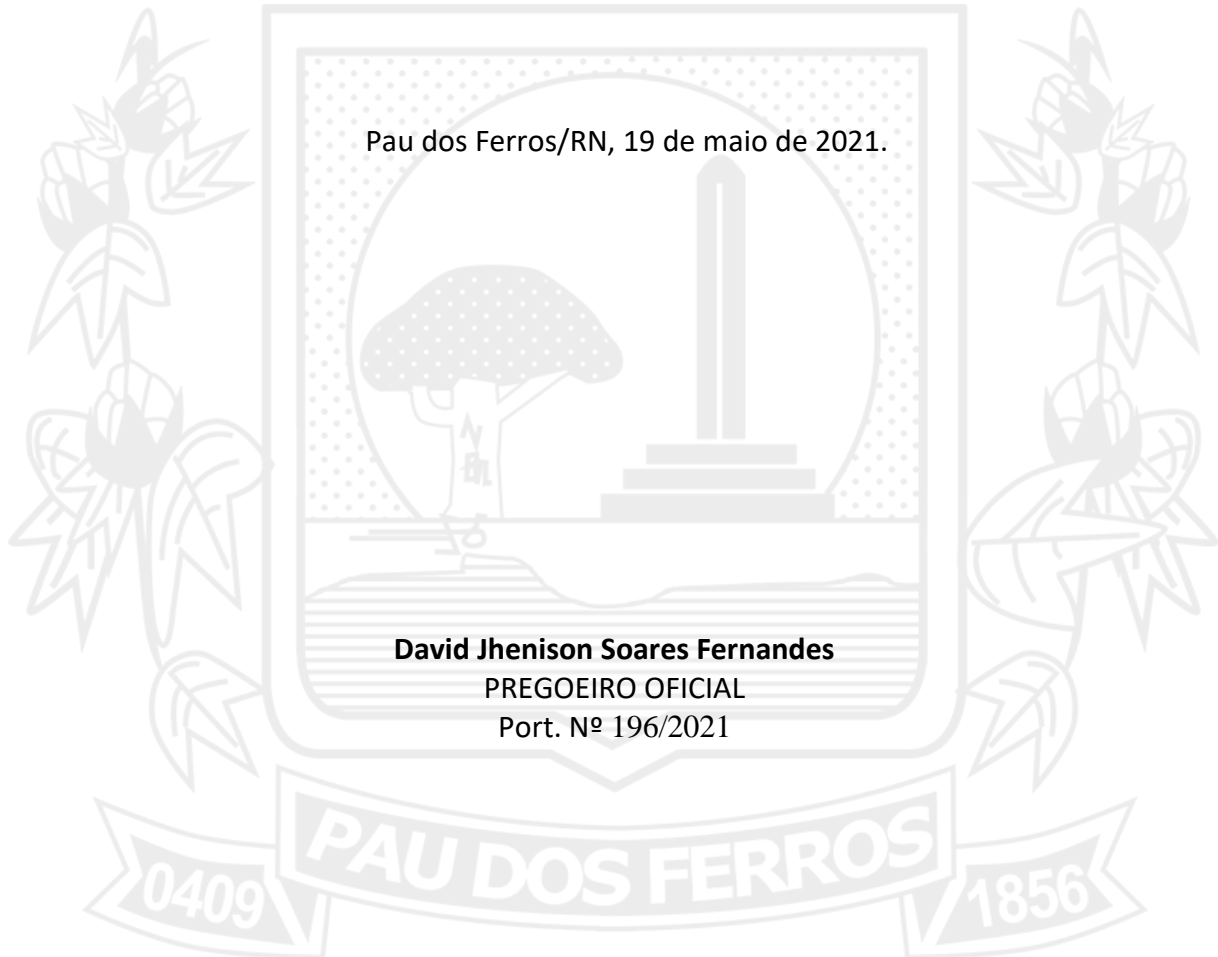 Pau dos Ferros/RN, 19 de maio de 2021.
David Jhenison Soares Fernandes
PREGOEIRO OFICIAL
Port. Nº 196/2021
PAU DOS FERROS
0409
1856